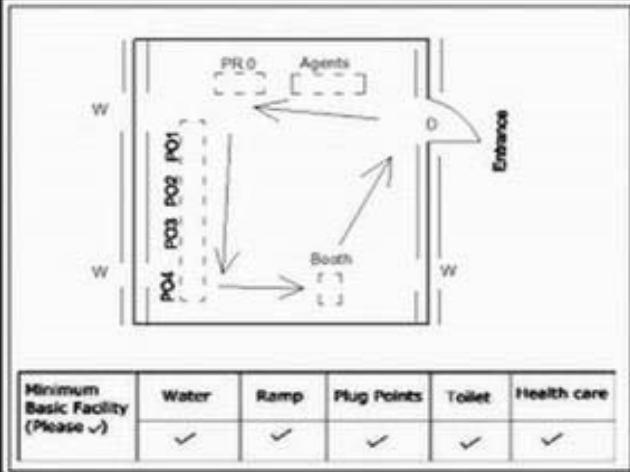 PR.0 Agents
W
D
Entrance
PO1
PO2
PO3
PO4
Booth
W
W
Minimum Basic Facility (Please ✓) Water Ramp Plug Points Toilet Health care
✓ ✓ ✓ ✓ ✓